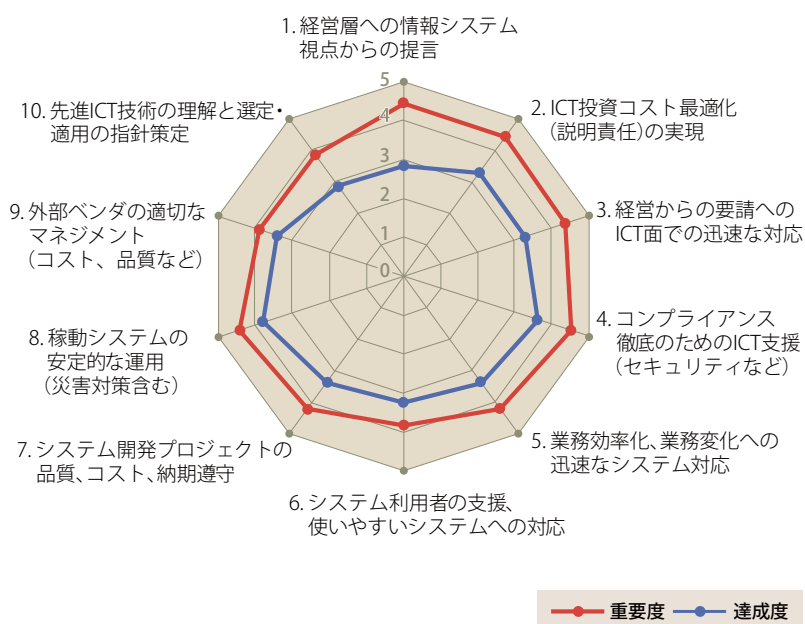 1. 経営層への情報システム
視点からの提言
2. ICT投資コスト最適化
（説明責任）の実現
3. 経営からの要請への
ICT面での迅速な対応
4. コンプライアンス
徹底のためのICT支援
（セキュリティなど）
5. 業務効率化、業務変化への
迅速なシステム対応
6. システム利用者の支援、
使いやすいシステムへの対応
7. システム開発プロジェクトの
品質、コスト、納期遵守
8. 稼動システムの
安定的な運用
（災害対策含む）
9. 外部ベンダの適切な
マネジメント
（コスト、品質など）
10. 先進ICT技術の理解と選定・
適用の指針策定
5
4
3
2
1
0
重要度 達成度